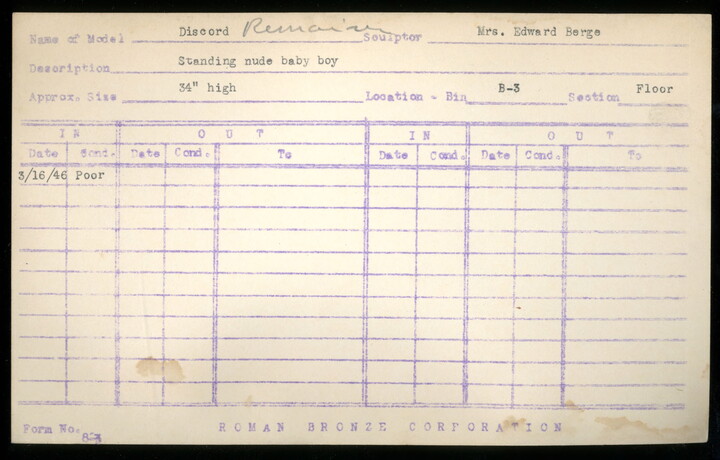 Name of Model Discord Remains Sculptor Mrs. Edward Berge
Description Standing nude baby boy
Approx. Size 34" high Location - Bin B-3 Section Floor
IN OUT IN OUT
Date Cond. Date Cond. To Date Cond. Date Cond. To
3/16/46 Poor
Form No. ROMAN BRONZE CORPORATION